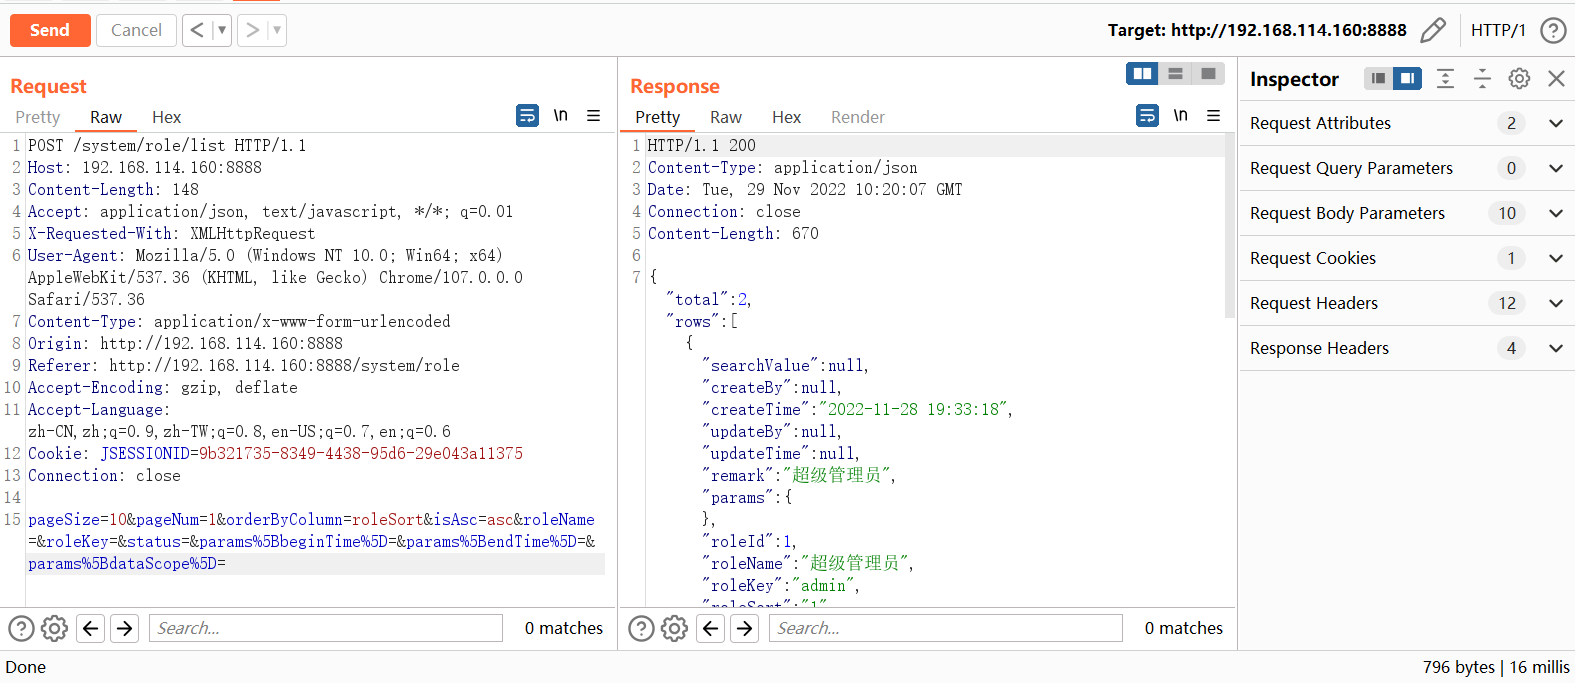 Send Cancel < ▼ > ▼ Target: http://192.168.114.160:8888 HTTP/1 ?
Request
Pretty Raw Hex \n
1 POST /system/role/list HTTP/1.1
2 Host: 192.168.114.160:8888
3 Content-Length: 148
4 Accept: application/json, text/javascript, */*; q=0.01
5 X-Requested-With: XMLHttpRequest
6 User-Agent: Mozilla/5.0 (Windows NT 10.0; Win64; x64)
AppleWebKit/537.36 (KHTML, like Gecko) Chrome/107.0.0.0
Safari/537.36
7 Content-Type: application/x-www-form-urlencoded
8 Origin: http://192.168.114.160:8888
9 Referer: http://192.168.114.160:8888/system/role
10 Accept-Encoding: gzip, deflate
11 Accept-Language:
zh-CN,zh;q=0.9,zh-TW;q=0.8,en-US;q=0.7,en;q=0.6
12 Cookie: JSESSIONID=9b321735-8349-4438-95d6-29e043a11375
13 Connection: close
14
15 pageSize=10&pageNum=1&orderByColumn=roleSort&isAsc=asc&roleName
=&roleKey=&status=&params%5BbeginTime%5D=&params%5BendTime%5D=&
params%5BdataScope%5D=
? Search... 0 matches
Response
Pretty Raw Hex Render \n
1 HTTP/1.1 200
2 Content-Type: application/json
3 Date: Tue, 29 Nov 2022 10:20:07 GMT
4 Connection: close
5 Content-Length: 670
6
7 {
"total":2,
"rows":[
{
"searchValue":null,
"createBy":null,
"createTime":"2022-11-28 19:33:18",
"updateBy":null,
"updateTime":null,
"remark":"超级管理员",
"params":{
},
"roleId":1,
"roleName":"超级管理员",
"roleKey":"admin",
"roleSort":"1"
? Search... 0 matches
Inspector
Request Attributes 2
Request Query Parameters 0
Request Body Parameters 10
Request Cookies 1
Request Headers 12
Response Headers 4
Done 796 bytes | 16 millis